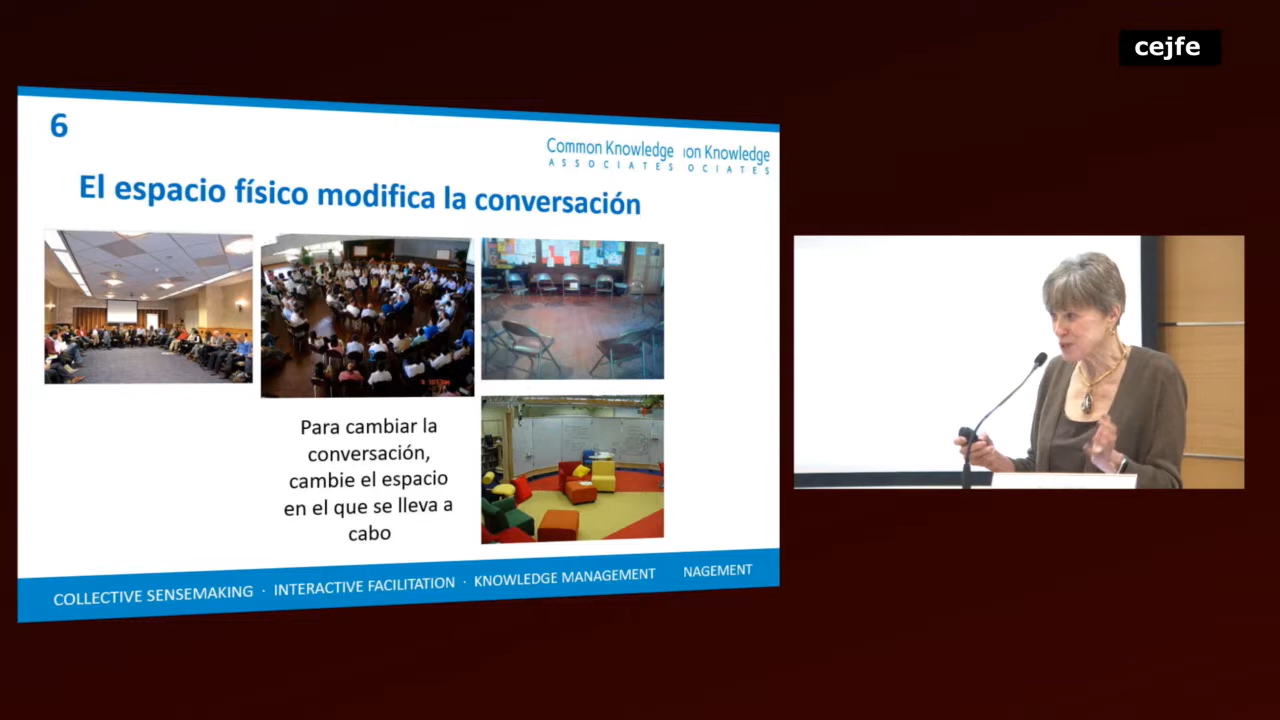 cejfe
6
Common Knowledge ion Knowledge
ASSOCIATES OCIATES
El espacio físico modifica la conversación
Para cambiar la
conversación,
cambie el espacio
en el que se lleva a
cabo
COLLECTIVE SENSEMAKING · INTERACTIVE FACILITATION · KNOWLEDGE MANAGEMENT NAGEMENT